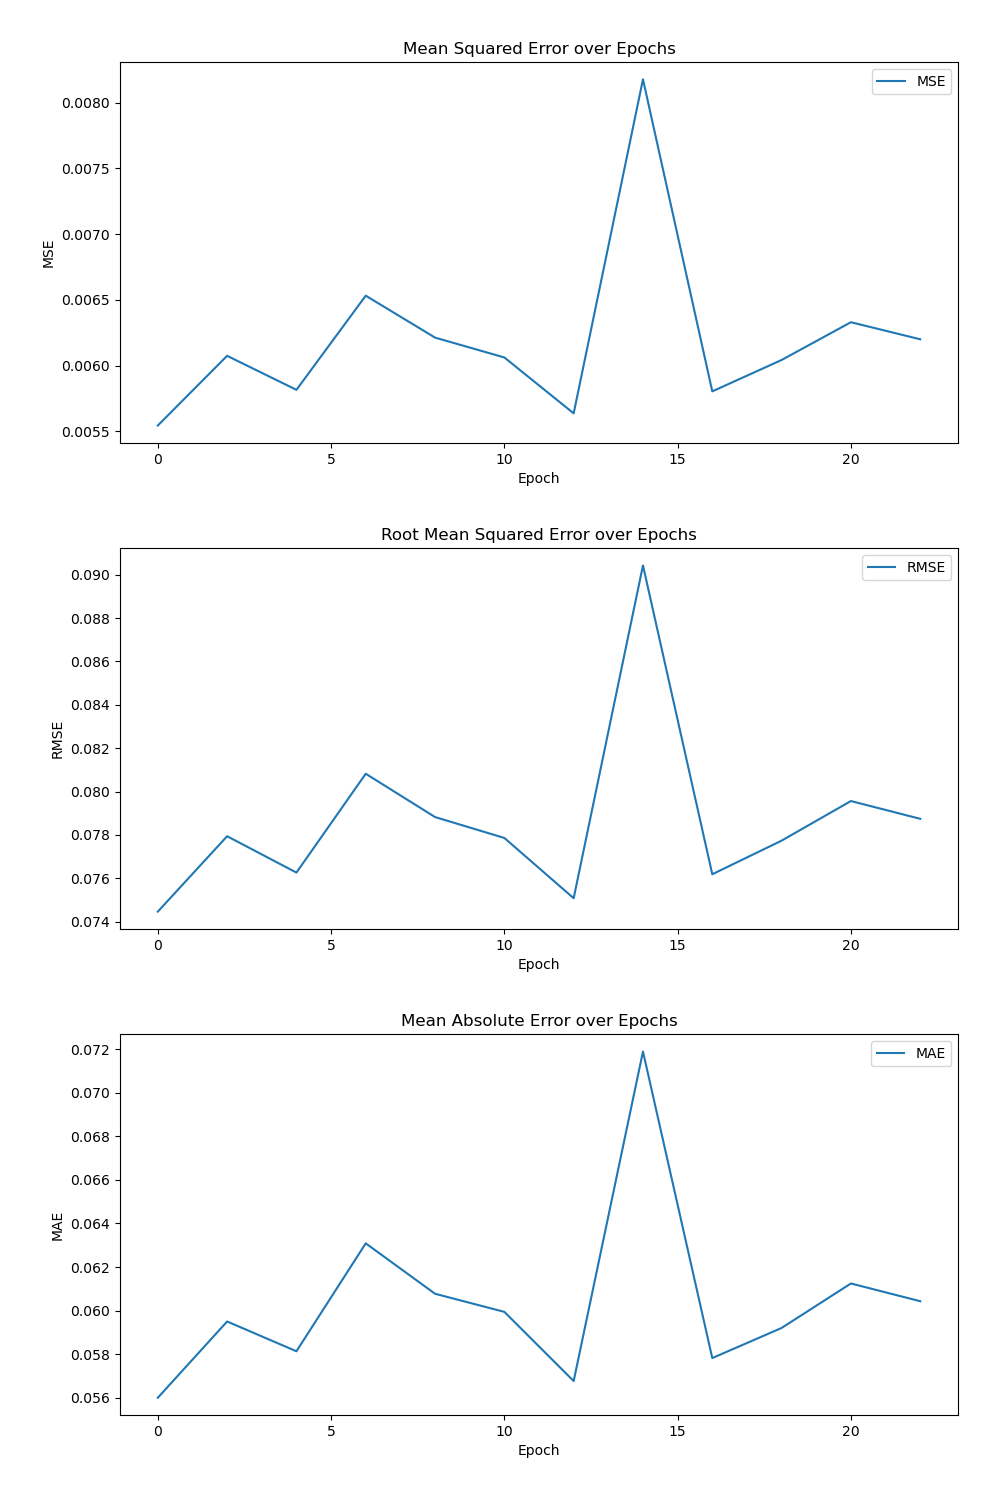 Mean Squared Error over Epochs
MSE
0.0080
0.0075
0.0070
0.0065
0.0060
0.0055
MSE
0 5 10 15 20
Epoch
Root Mean Squared Error over Epochs
RMSE
0.090
0.088
0.086
0.084
0.082
0.080
0.078
0.076
0.074
RMSE
0 5 10 15 20
Epoch
Mean Absolute Error over Epochs
MAE
0.072
0.070
0.068
0.066
0.064
0.062
0.060
0.058
0.056
MAE
0 5 10 15 20
Epoch